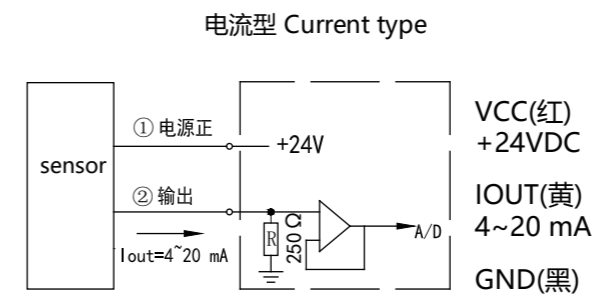 电流型 Current type
① 电源正
+24V
VCC(红)
+24VDC
sensor
② 输出
IOUT(黄)
4~20 mA
R
250 Ω
A/D
Iout=4~20 mA
GND(黑)